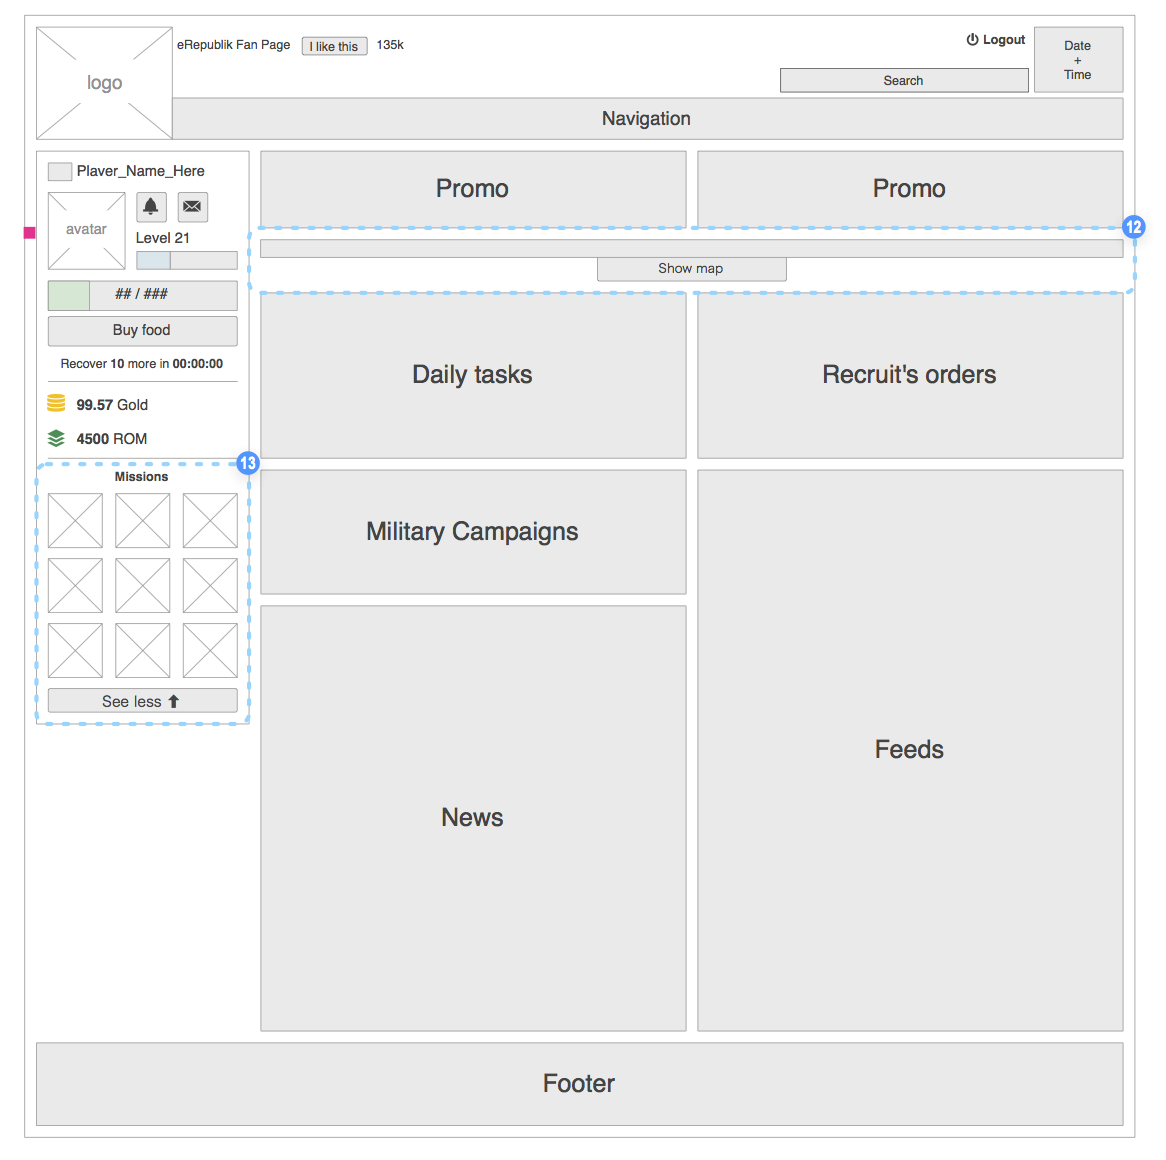 logo
eRepublik Fan Page
I like this
135k
Logout
Date
+
Time
Search
Navigation
Plaver_Name_Here
avatar
Level 21
## / ###
Buy food
Recover 10 more in 00:00:00
99.57 Gold
4500 ROM
13
Missions
See less
Promo
Promo
12
Show map
Daily tasks
Recruit's orders
Military Campaigns
News
Feeds
Footer